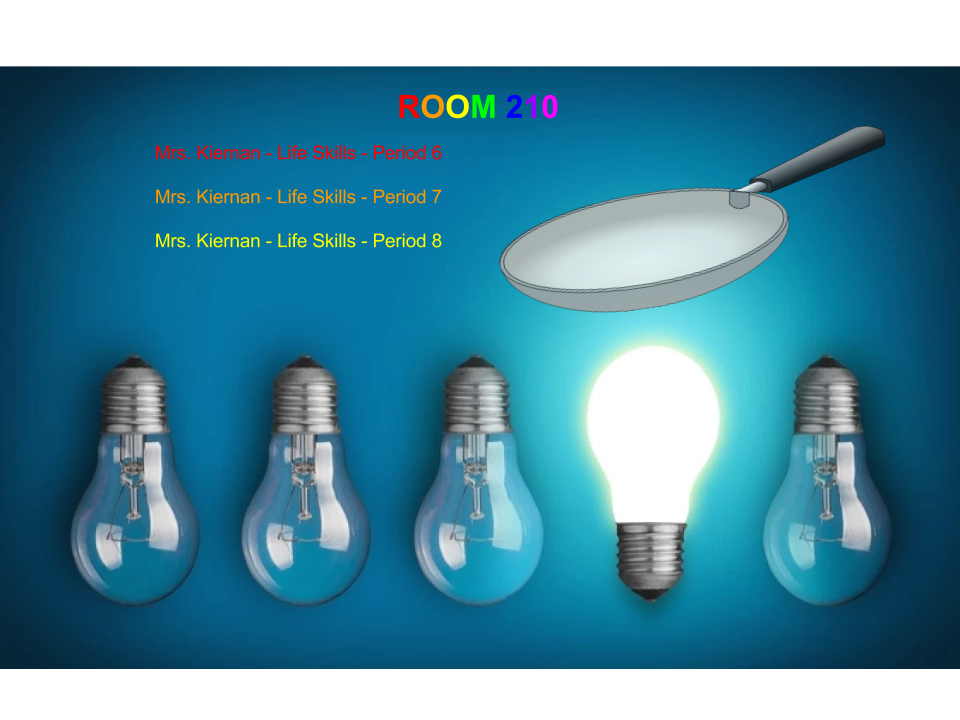 ROOM 210
Mrs. Kiernan - Life Skills - Period 6
Mrs. Kiernan - Life Skills - Period 7
Mrs. Kiernan - Life Skills - Period 8